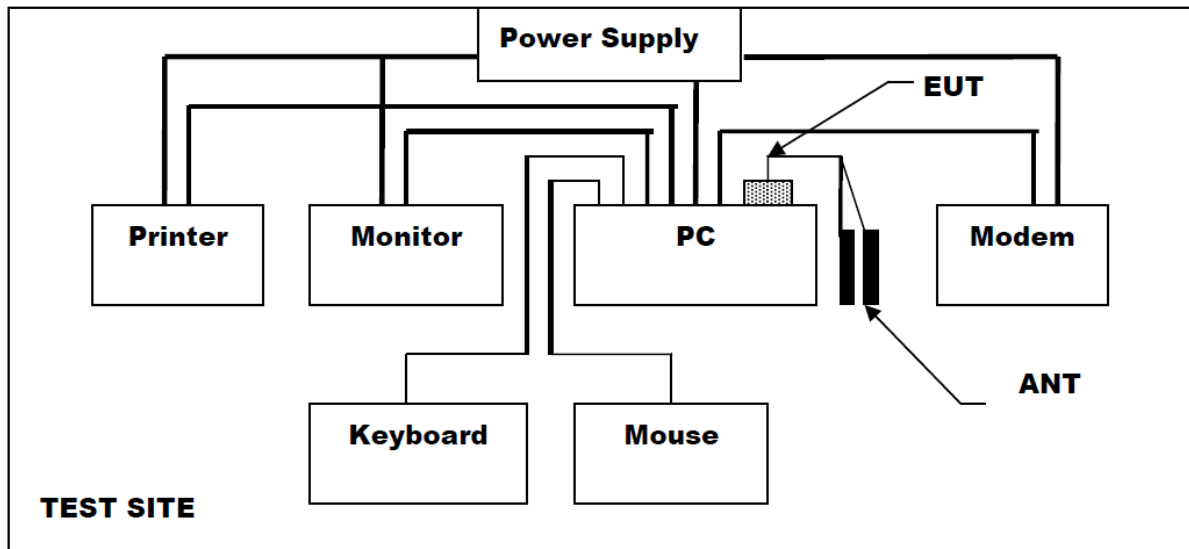 Power Supply
EUT
Printer
Monitor
PC
Modem
ANT
Keyboard
Mouse
TEST SITE